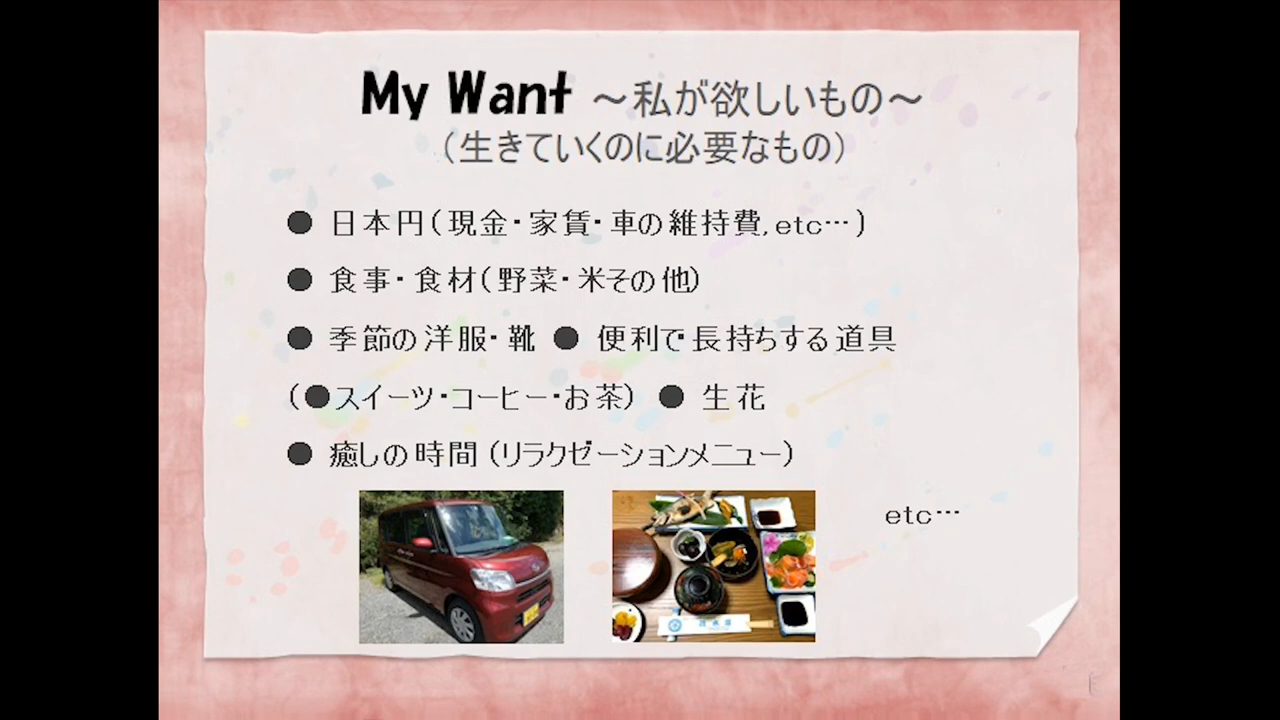 My Want ～私が欲しいもの～
（生きていくのに必要なもの）
● 日本円（現金・家賃・車の維持費,etc…）
● 食事・食材（野菜・米その他）
● 季節の洋服・靴 ● 便利で長持ちする道具
（●スイーツ・コーヒー・お茶） ● 生花
● 癒しの時間（リラクゼーションメニュー）
etc…